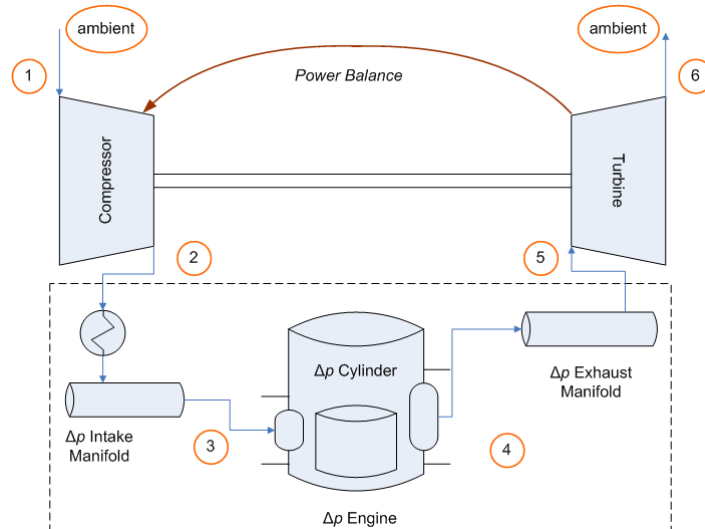 ambient
ambient
1
6
Power Balance
Compressor
Turbine
2
5
Δp Cylinder
Δp Exhaust
Manifold
Δp Intake
Manifold
3
4
Δp Engine